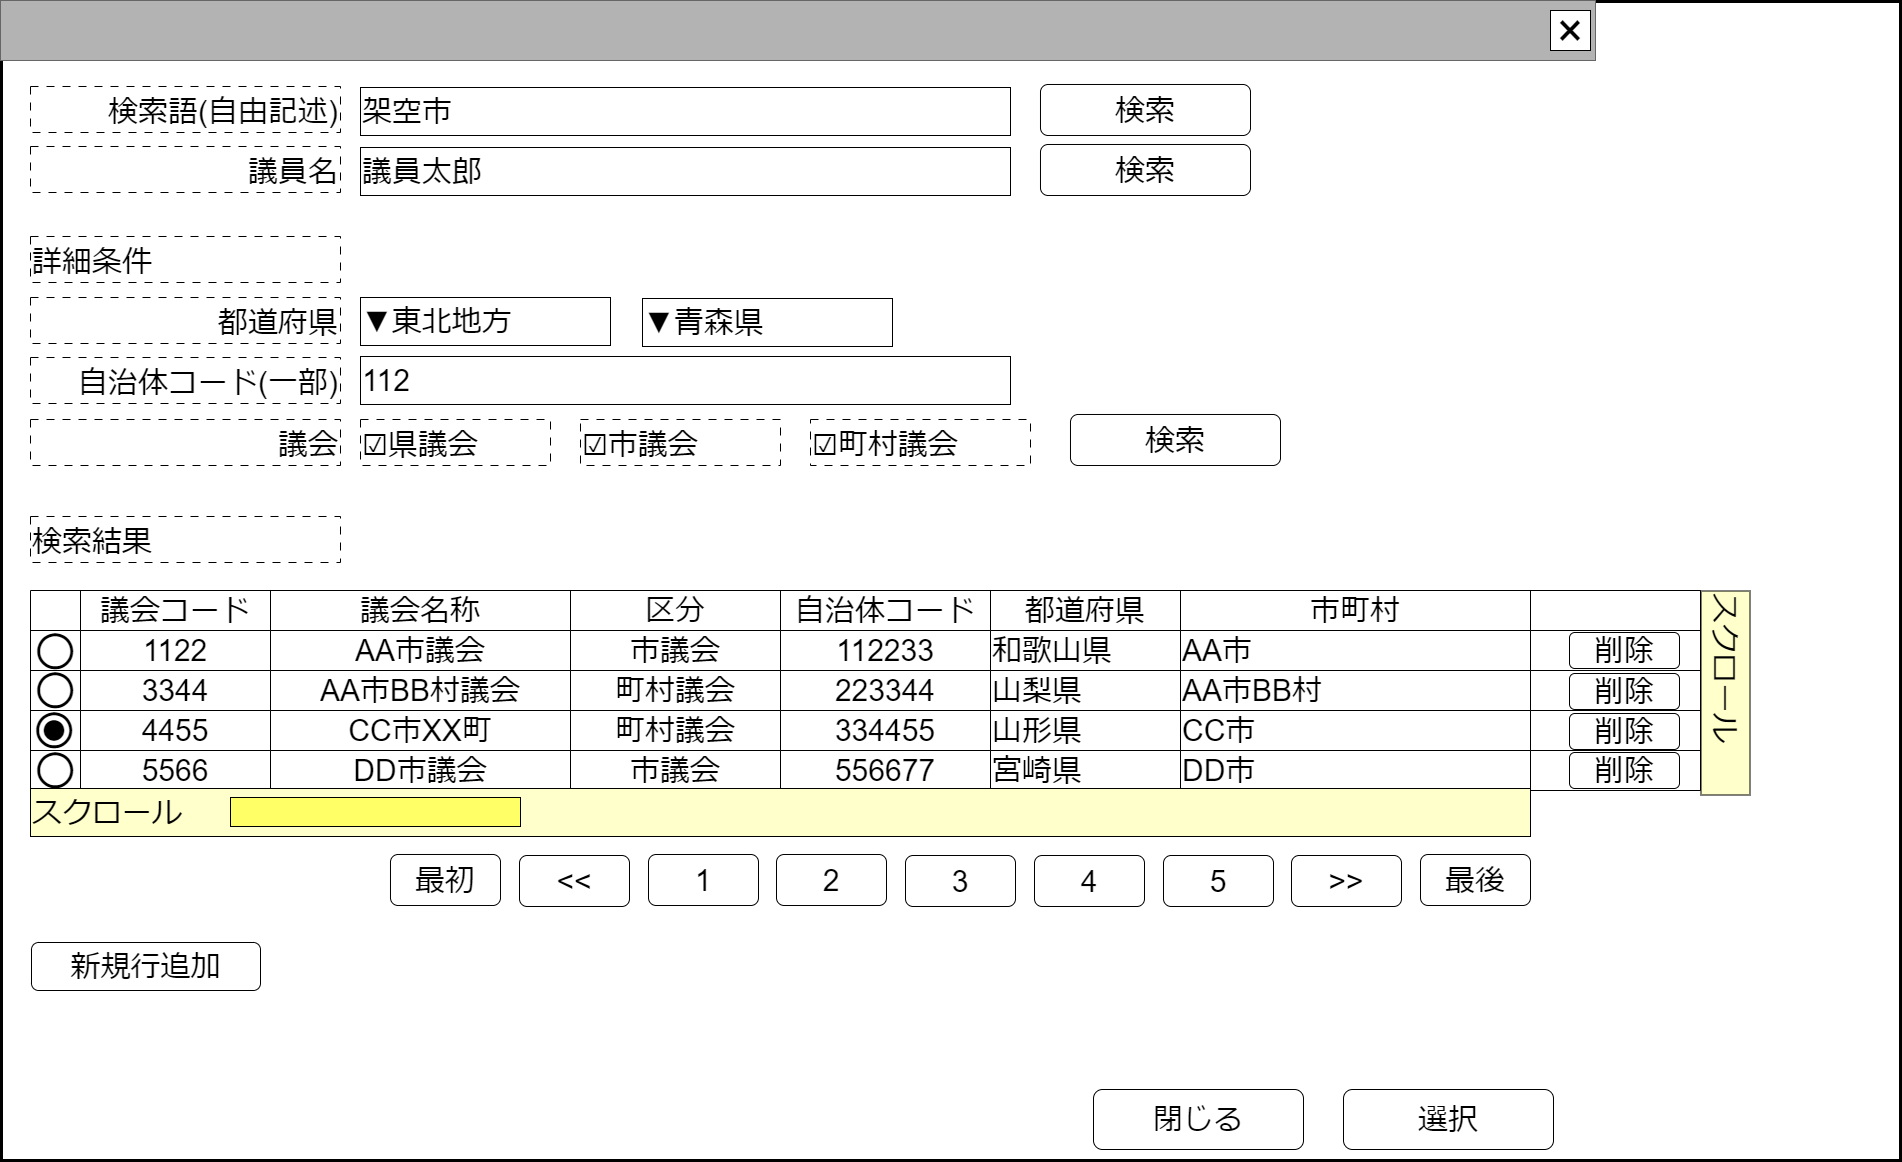 ×
検索語(自由記述) 架空市 検索
議員名 議員太郎 検索
詳細条件
都道府県 ▼東北地方 ▼青森県
自治体コード(一部) 112
議会 ☑県議会 ☑市議会 ☑町村議会 検索
検索結果
議会コード 議会名称 区分 自治体コード 都道府県 市町村
1122 AA市議会 市議会 112233 和歌山県 AA市 削除
3344 AA市BB村議会 町村議会 223344 山梨県 AA市BB村 削除
4455 CC市XX町 町村議会 334455 山形県 CC市 削除
5566 DD市議会 市議会 556677 宮崎県 DD市 削除
スクロール
スクロール
最初 << 1 2 3 4 5 >> 最後
新規行追加
閉じる 選択